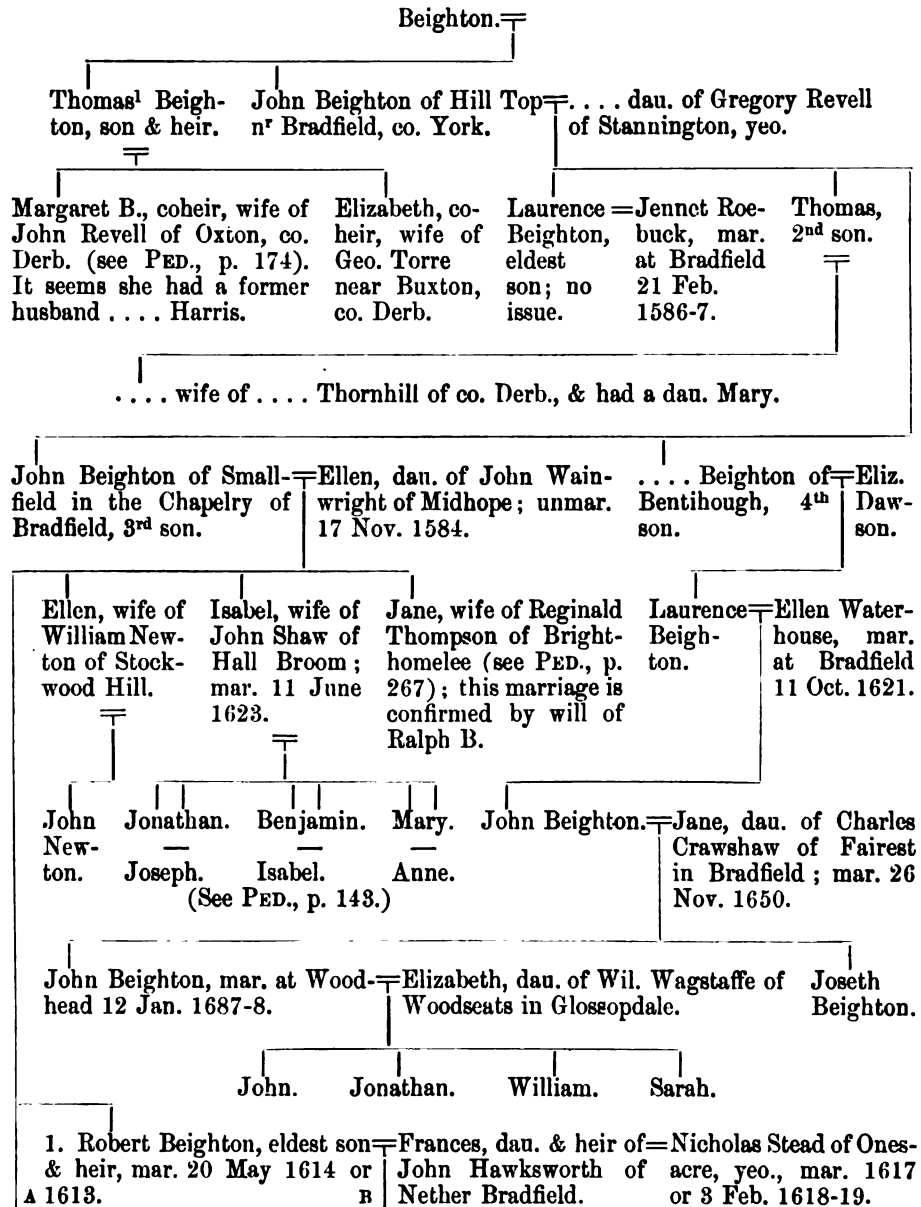 Beighton.
Thomas¹ Beigh-
ton, son & heir.
John Beighton of Hill Top
nʳ Bradfield, co. York.
. . . . dau. of Gregory Revell
of Stannington, yeo.
Margaret B., coheir, wife of
John Revell of Oxton, co.
Derb. (see PED., p. 174).
It seems she had a former
husband . . . . Harris.
Elizabeth, co-
heir, wife of
Geo. Torre
near Buxton,
co. Derb.
Laurence
Beighton,
eldest
son; no
issue.
=Jennet Roe-
buck, mar.
at Bradfield
21 Feb.
1586-7.
Thomas,
2ⁿᵈ son.
. . . . wife of . . . . Thornhill of co. Derb., & had a dau. Mary.
John Beighton of Small-
field in the Chapelry of
Bradfield, 3ʳᵈ son.
Ellen, dau. of John Wain-
wright of Midhope; unmar.
17 Nov. 1584.
. . . . Beighton of
Bentihough, 4ᵗʰ
son.
Eliz.
Daw-
son.
Ellen, wife of
William New-
ton of Stock-
wood Hill.
Isabel, wife of
John Shaw of
Hall Broom;
mar. 11 June
1623.
Jane, wife of Reginald
Thompson of Bright-
homelee (see PED., p.
267); this marriage is
confirmed by will of
Ralph B.
Laurence
Beigh-
ton.
Ellen Water-
house, mar.
at Bradfield
11 Oct. 1621.
John
New-
ton.
Jonathan.
—
Joseph.
Benjamin.
—
Isabel.
Mary.
—
Anne.
(See PED., p. 143.)
John Beighton.
Jane, dau. of Charles
Crawshaw of Fairest
in Bradfield; mar. 26
Nov. 1650.
John Beighton, mar. at Wood-
head 12 Jan. 1687-8.
Elizabeth, dau. of Wil. Wagstaffe of
Woodseats in Glossopdale.
Joseth
Beighton.
John.
Jonathan.
William.
Sarah.
1. Robert Beighton, eldest son
& heir, mar. 20 May 1614 or
A 1613.
B
Frances, dau. & heir of
John Hawksworth of
Nether Bradfield.
=Nicholas Stead of Ones-
acre, yeo., mar. 1617
or 3 Feb. 1618-19.